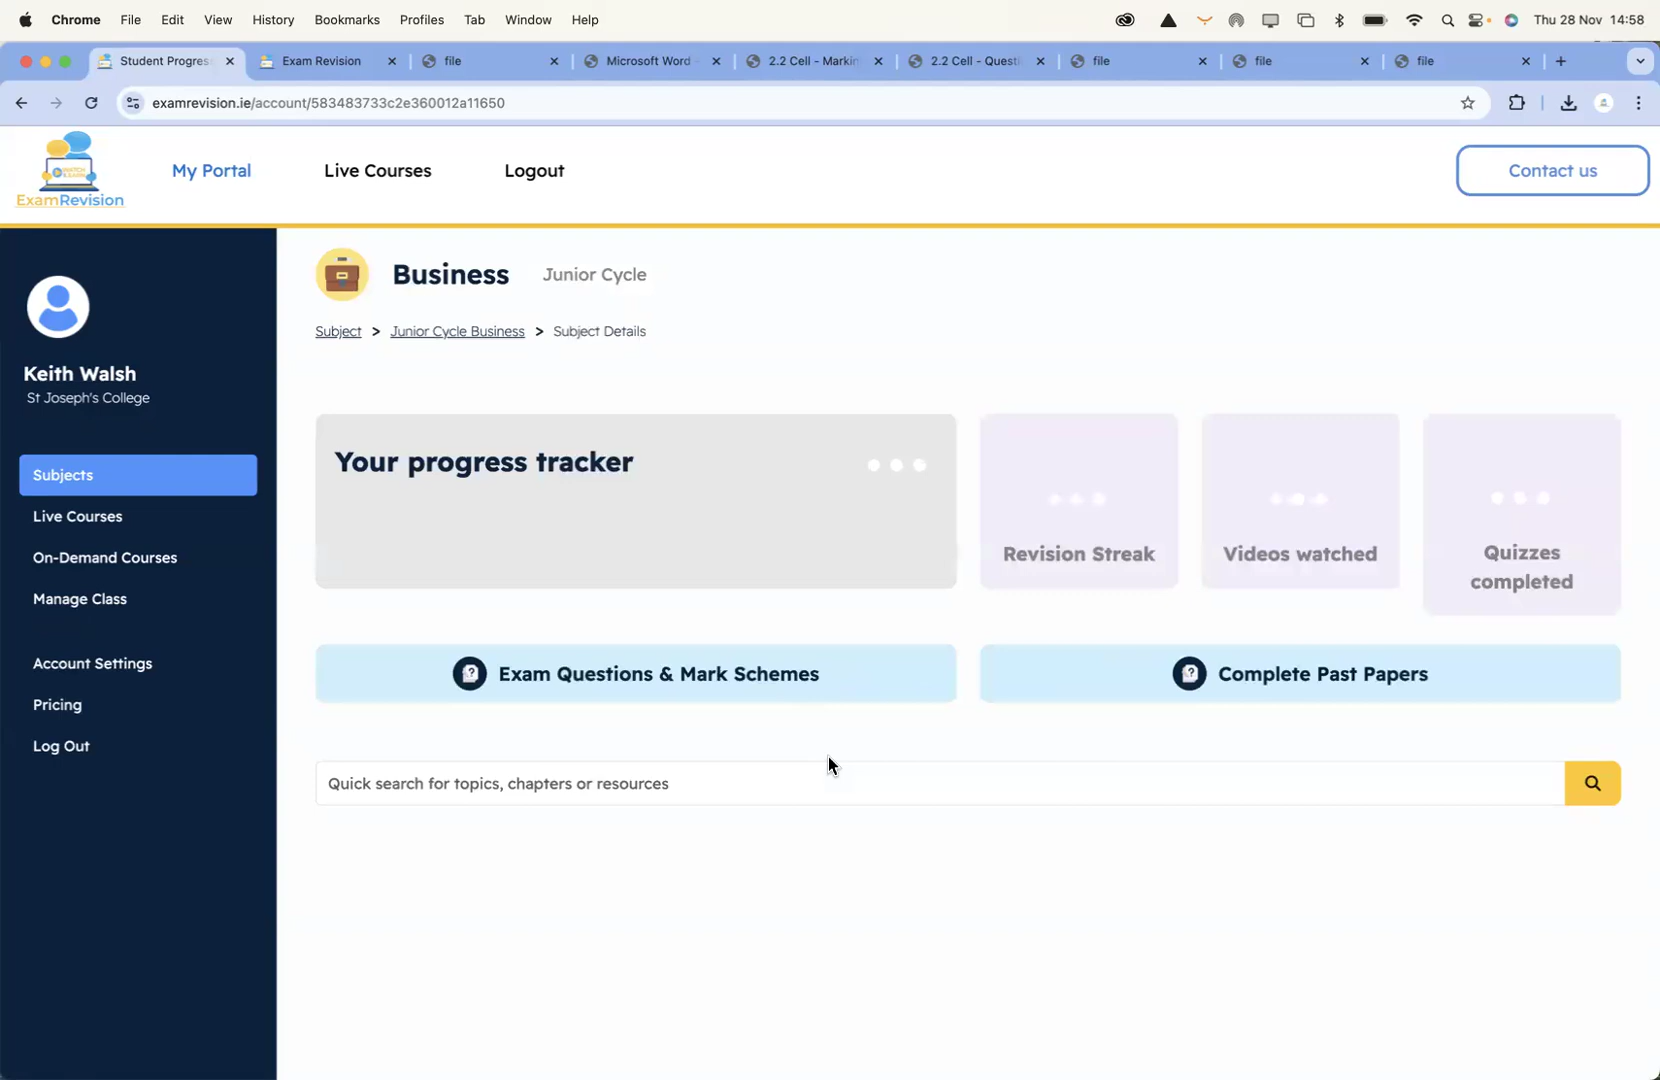 Chrome File Edit View History Bookmarks Profiles Tab Window Help Thu 28 Nov 14:58
Student Progres Exam Revision file Microsoft Word - 2.2 Cell - Markin 2.2 Cell - Questi file file file
examrevision.ie/account/583483733c2e360012a11650
WATCH
LEARN
ExamRevision
My Portal Live Courses Logout Contact us
Keith Walsh
St Joseph's College
Subjects
Live Courses
On-Demand Courses
Manage Class
Account Settings
Pricing
Log Out
Business Junior Cycle
Subject > Junior Cycle Business > Subject Details
Your progress tracker
Revision Streak
Videos watched
Quizzes
completed
Exam Questions & Mark Schemes
Complete Past Papers
Quick search for topics, chapters or resources